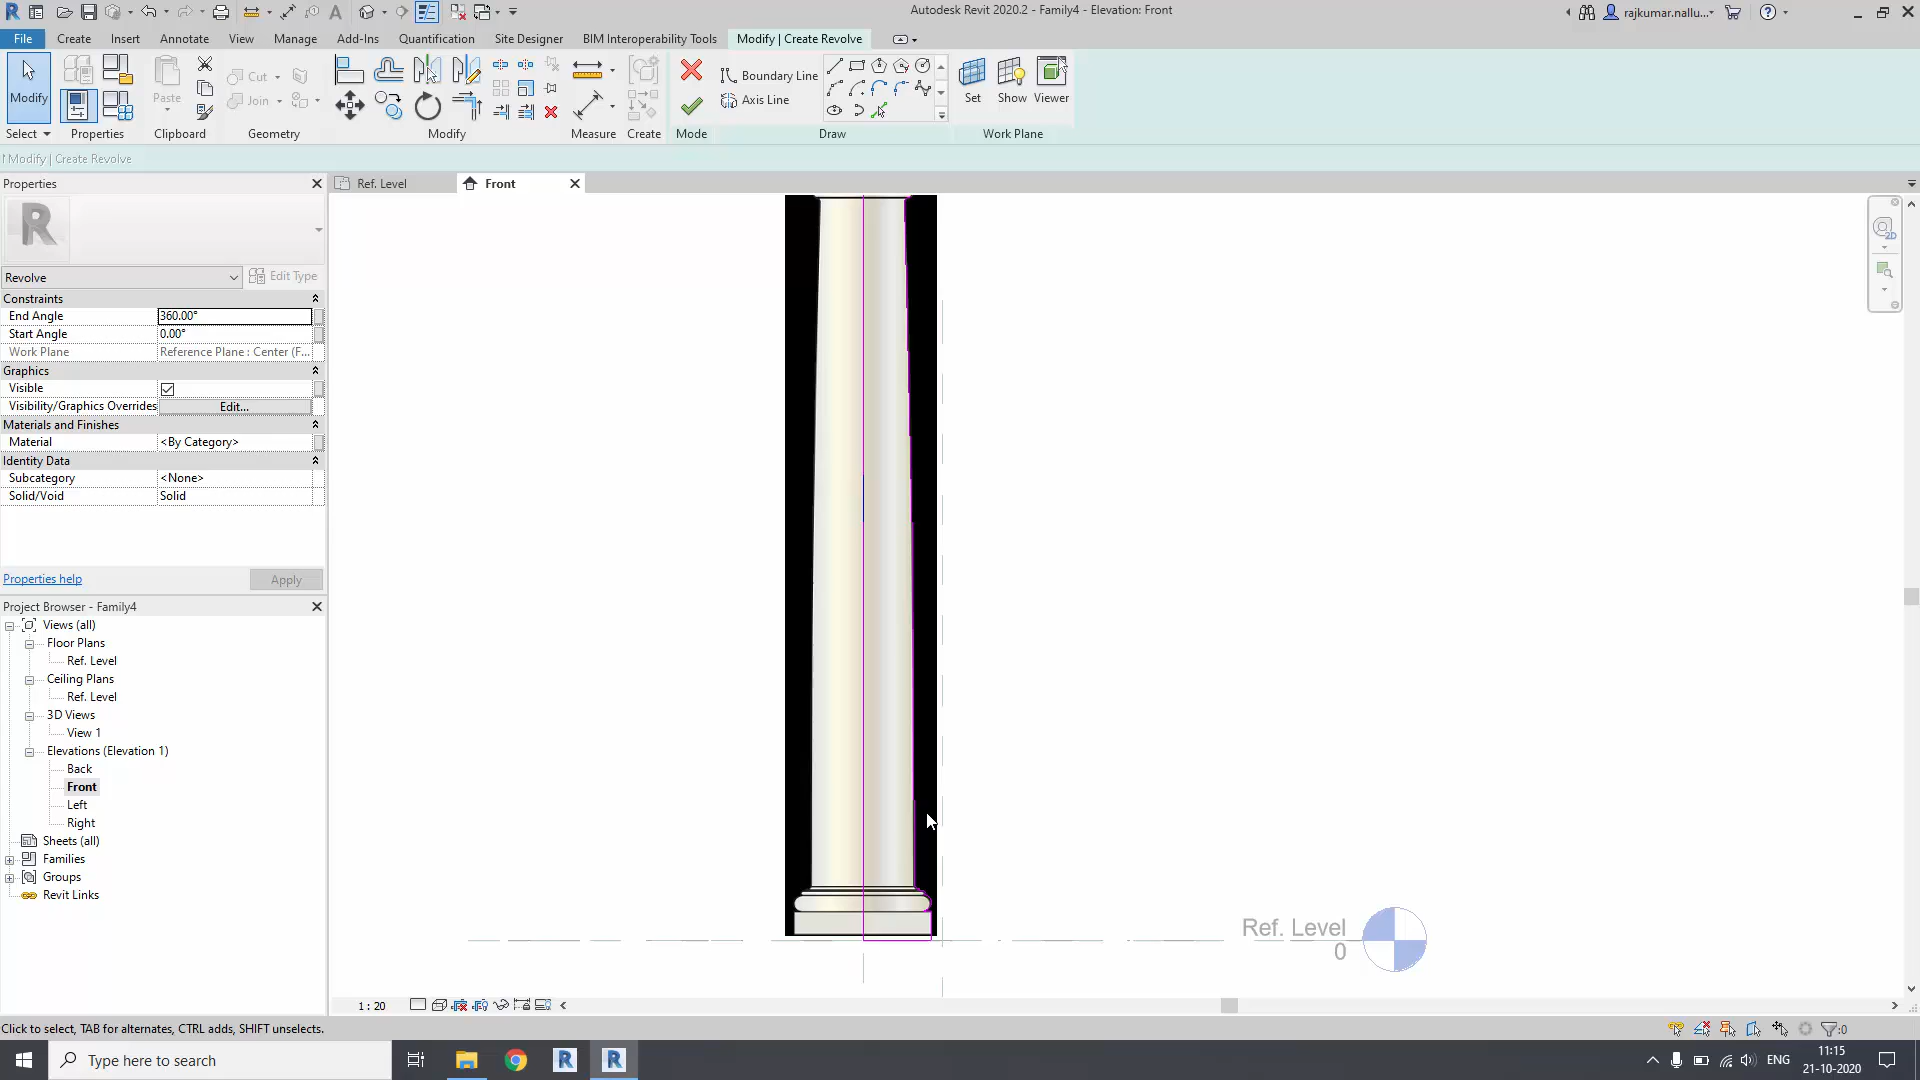 Autodesk Revit 2020.2 - Family4 - Elevation: Front
rajkumar.nallu...
File Create Insert Annotate View Manage Add-Ins Quantification Site Designer BIM Interoperability Tools Modify | Create Revolve
Modify
Paste
Cut
Join
Boundary Line
Axis Line
Set Show Viewer
Select Properties Clipboard Geometry Modify Measure Create Mode Draw Work Plane
Modify | Create Revolve
Properties
Ref. Level
Front
R
Revolve
Edit Type
Constraints
End Angle 360.00°
Start Angle 0.00°
Work Plane Reference Plane : Center (F...
Graphics
Visible
Visibility/Graphics Overrides Edit...
Materials and Finishes
Material <By Category>
Identity Data
Subcategory <None>
Solid/Void Solid
Properties help
Apply
Project Browser - Family4
Views (all)
Floor Plans
Ref. Level
Ceiling Plans
Ref. Level
3D Views
View 1
Elevations (Elevation 1)
Back
Front
Left
Right
Sheets (all)
Families
Groups
Revit Links
Ref. Level
0
1 : 20
Click to select, TAB for alternates, CTRL adds, SHIFT unselects.
:0
Type here to search
ENG
11:15
21-10-2020